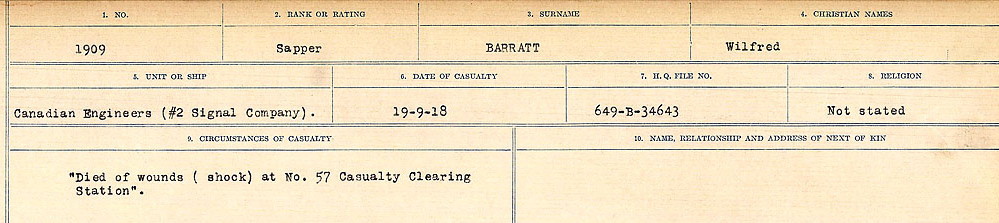 1. NO. 2. RANK OR RATING 3. SURNAME 4. CHRISTIAN NAMES
1909 Sapper BARRATT Wilfred
5. UNIT OR SHIP 6. DATE OF CASUALTY 7. H.Q. FILE NO. 8. RELIGION
Canadian Engineers (#2 Signal Company). 19-9-18 649-B-34643 Not stated
9. CIRCUMSTANCES OF CASUALTY 10. NAME, RELATIONSHIP AND ADDRESS OF NEXT OF KIN
"Died of wounds ( shock) at No. 57 Casualty Clearing
Station".